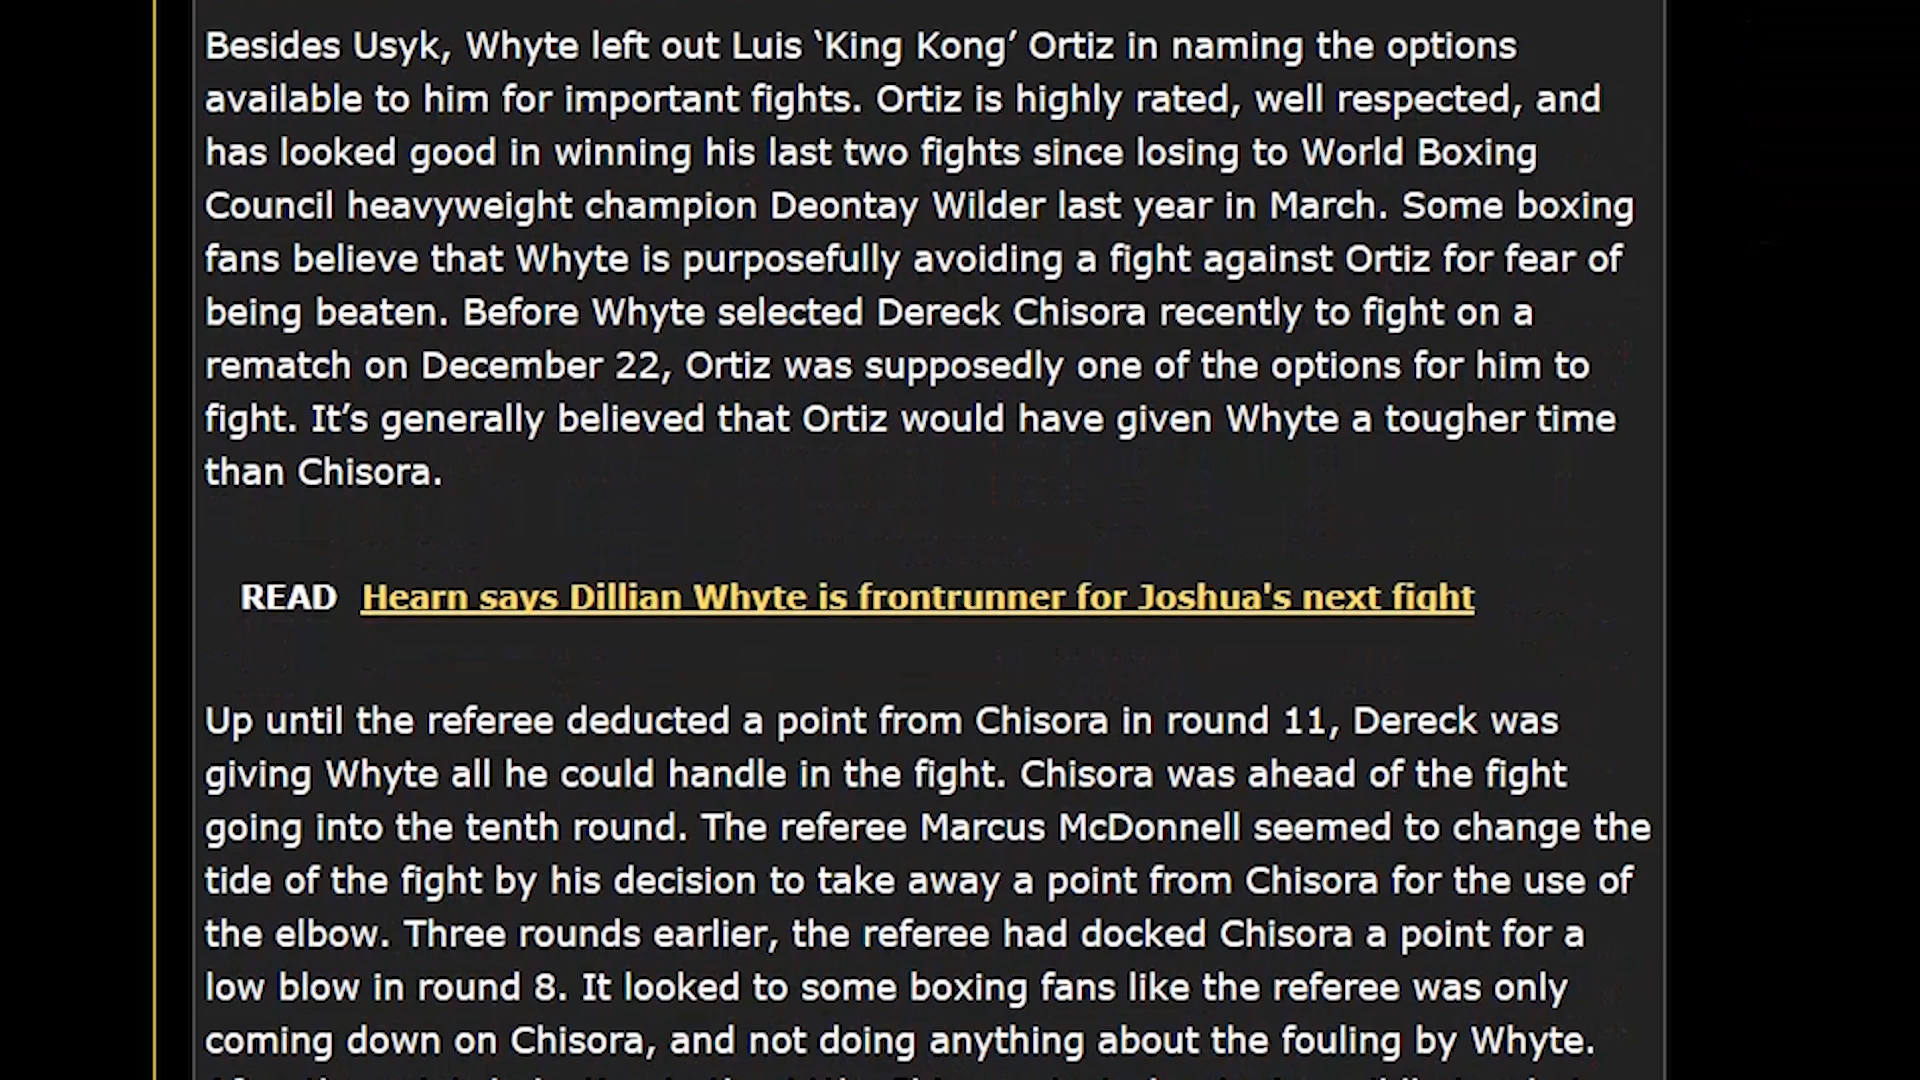 Besides Usyk, Whyte left out Luis ‘King Kong’ Ortiz in naming the options
available to him for important fights. Ortiz is highly rated, well respected, and
has looked good in winning his last two fights since losing to World Boxing
Council heavyweight champion Deontay Wilder last year in March. Some boxing
fans believe that Whyte is purposefully avoiding a fight against Ortiz for fear of
being beaten. Before Whyte selected Dereck Chisora recently to fight on a
rematch on December 22, Ortiz was supposedly one of the options for him to
fight. It’s generally believed that Ortiz would have given Whyte a tougher time
than Chisora.
READ Hearn says Dillian Whyte is frontrunner for Joshua's next fight
Up until the referee deducted a point from Chisora in round 11, Dereck was
giving Whyte all he could handle in the fight. Chisora was ahead of the fight
going into the tenth round. The referee Marcus McDonnell seemed to change the
tide of the fight by his decision to take away a point from Chisora for the use of
the elbow. Three rounds earlier, the referee had docked Chisora a point for a
low blow in round 8. It looked to some boxing fans like the referee was only
coming down on Chisora, and not doing anything about the fouling by Whyte.